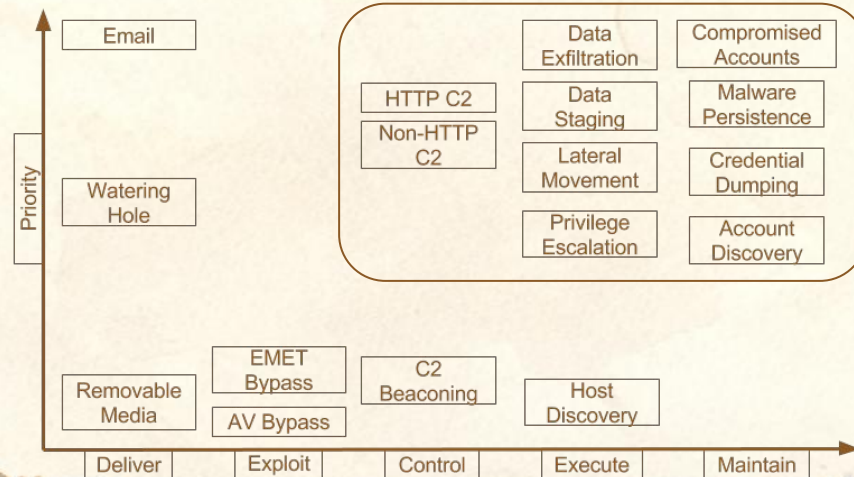 Email
Data
Exfiltration
Compromised
Accounts
HTTP C2
Data
Staging
Malware
Persistence
Non-HTTP
C2
Priority
Watering
Hole
Lateral
Movement
Credential
Dumping
Privilege
Escalation
Account
Discovery
Removable
Media
EMET
Bypass
AV Bypass
C2
Beaconing
Host
Discovery
Deliver
Exploit
Control
Execute
Maintain